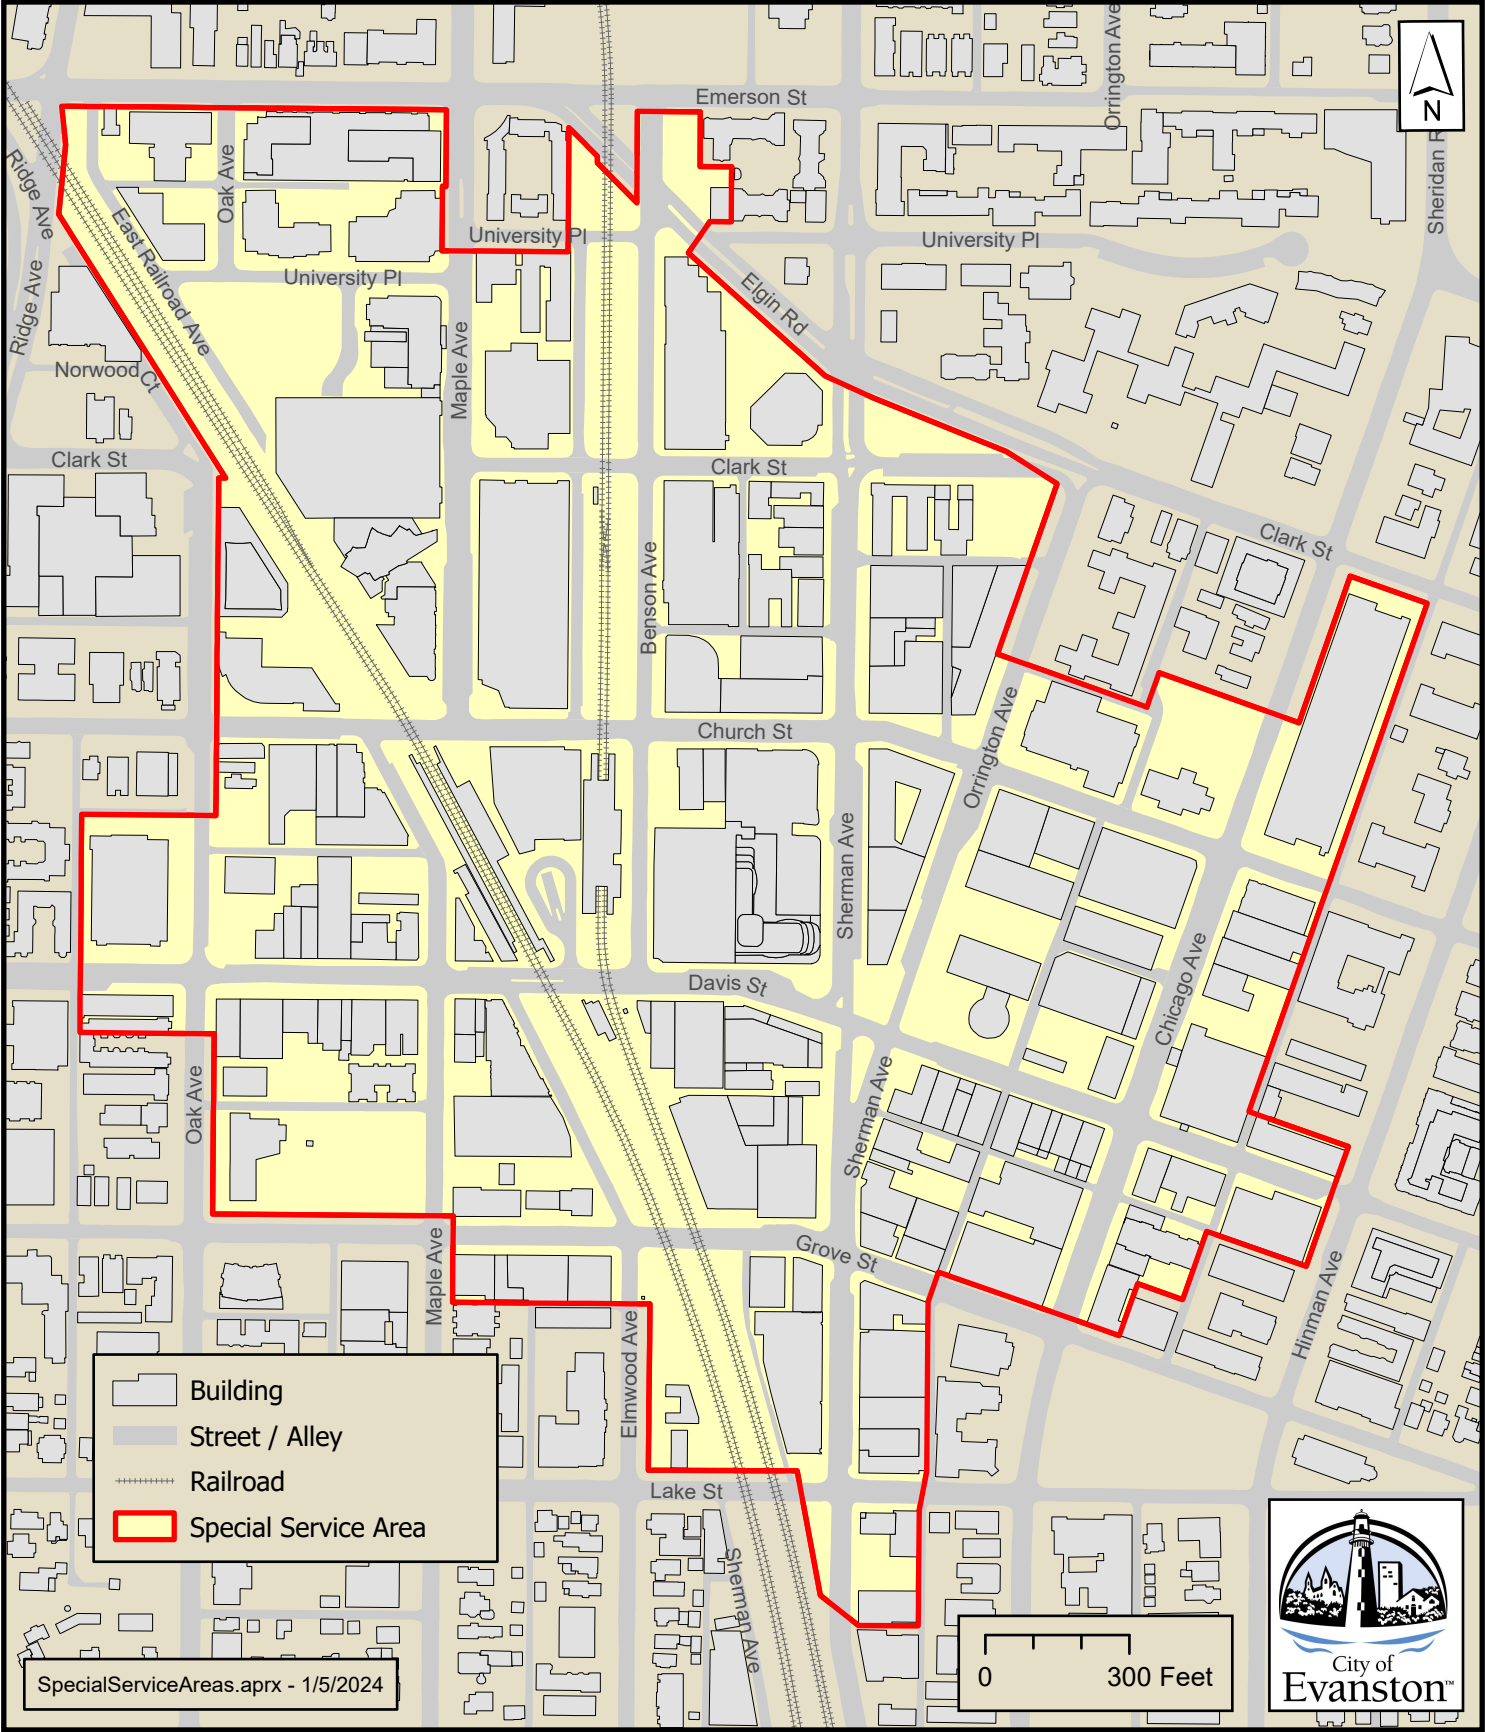 Emerson St
Orrington Ave
N
Sheridan R
Ridge Ave
Oak Ave
East Railroad Ave
University Pl
University Pl
University Pl
Elgin Rd
Ridge Ave
Norwood Ct
Maple Ave
Clark St
Clark St
Clark St
Benson Ave
Church St
Orrington Ave
Sherman Ave
Davis St
Chicago Ave
Oak Ave
Sherman Ave
Grove St
Maple Ave
Elmwood Ave
Hinman Ave
Lake St
Sherman Ave
Building
Street / Alley
Railroad
Special Service Area
SpecialServiceAreas.aprx - 1/5/2024
0 300 Feet
City of
Evanston™